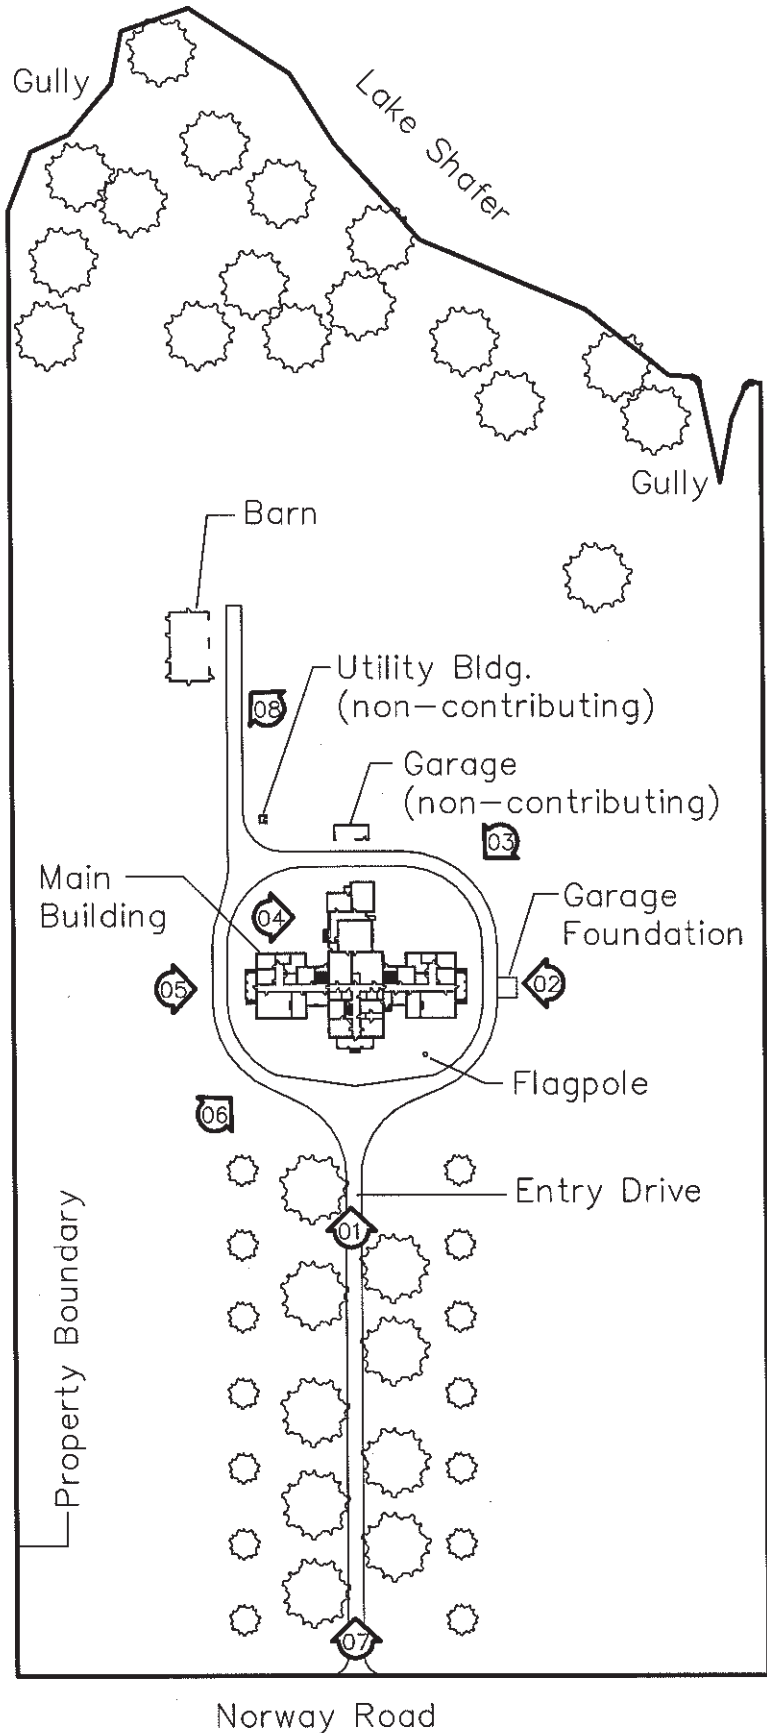 Gully
Lake Shafer
Gully
Barn
Utility Bldg.
(non-contributing)
08
Garage
(non-contributing)
03
Main
Building
04
Garage
Foundation
05
02
Flagpole
06
Entry Drive
01
Property Boundary
07
Norway Road